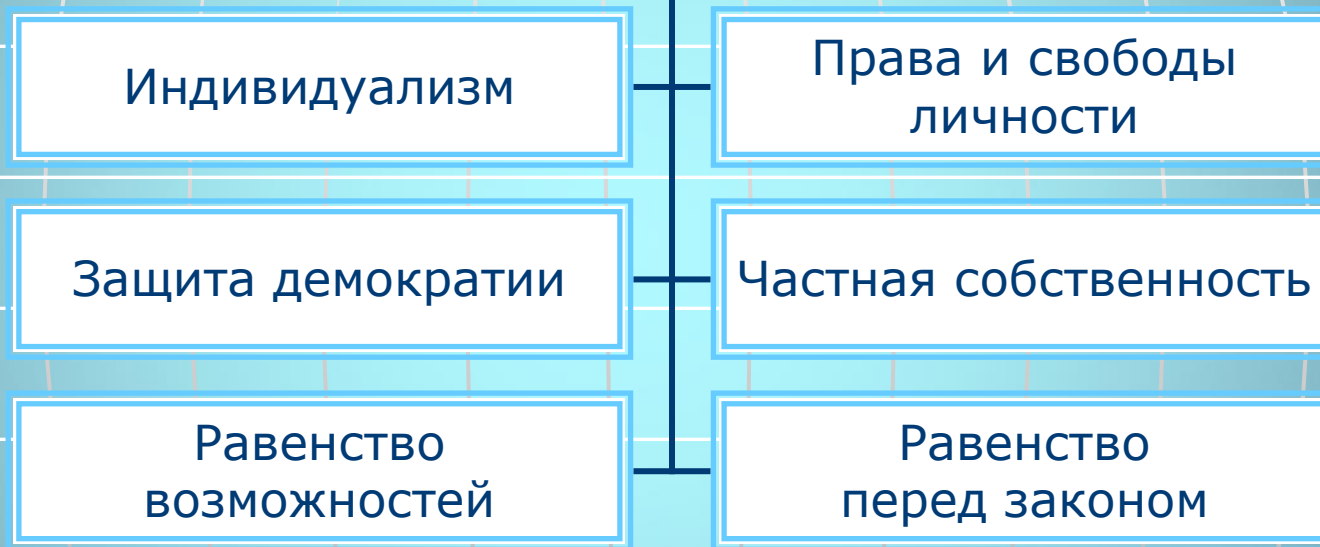 Индивидуализм
Права и свободы
личности
Защита демократии
Частная собственность
Равенство
возможностей
Равенство
перед законом